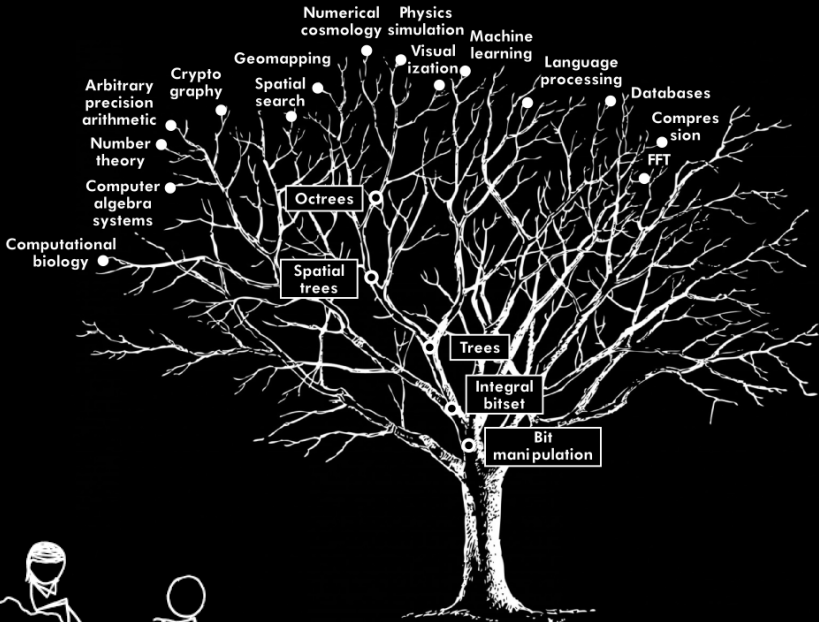 Numerical
cosmology
Physics
simulation
Machine
learning
Visual
ization
Geomapping
Spatial
search
Crypto
graphy
Arbitrary
precision
arithmetic
Number
theory
Computer
algebra
systems
Computational
biology
Language
processing
Databases
Compres
sion
FFT
Octrees
Spatial
trees
Trees
Integral
bitset
Bit
manipulation